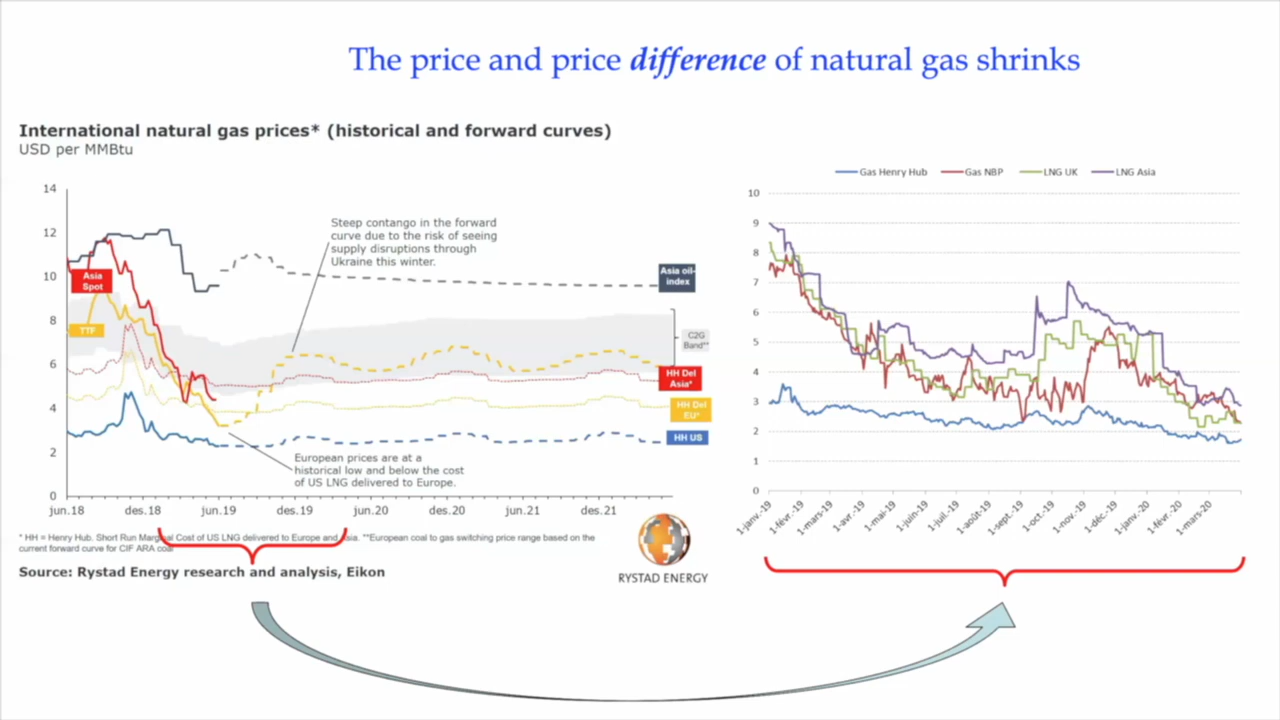 The price and price difference of natural gas shrinks
International natural gas prices* (historical and forward curves)
USD per MMBtu
14
12
10
8
6
4
2
0
jun.18 des.18 jun.19 des.19 jun.20 des.20 jun.21 des.21
Steep contango in the forward
curve due to the risk of seeing
supply disruptions through
Ukraine this winter.
European prices are at a
historical low and below the cost
of US LNG delivered to Europe.
Asia
Spot
TTF
Asia oil-
index
C2G
Band**
HH Del
Asia*
HH Del
EU*
HH US
* HH = Henry Hub. Short Run Marginal Cost of US LNG delivered to Europe and Asia. **European coal to gas switching price range based on the
current forward curve for CIF ARA coal
Source: Rystad Energy research and analysis, Eikon
RYSTAD ENERGY
Gas Henry Hub Gas NBP LNG UK LNG Asia
10
9
8
7
6
5
4
3
2
1
0
1-janv.-19 1-févr.-19 1-mars-19 1-avr.-19 1-mai-19 1-juin-19 1-juil.-19 1-août-19 1-sept.-19 1-oct.-19 1-nov.-19 1-déc.-19 1-janv.-20 1-févr.-20 1-mars-20